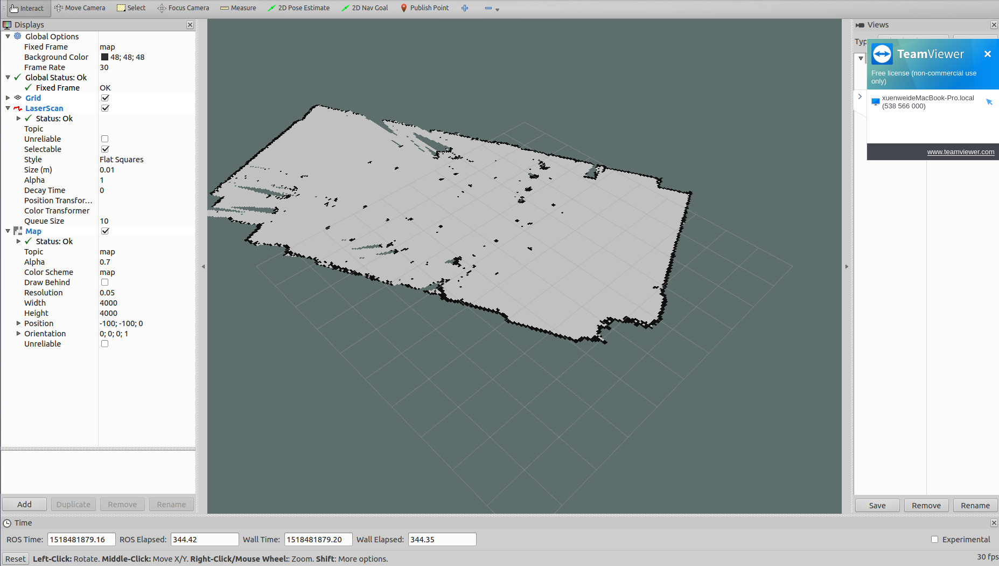 Interact Move Camera Select Focus Camera Measure 2D Pose Estimate 2D Nav Goal Publish Point
Displays
Global Options
Fixed Frame map
Background Color 48; 48; 48
Frame Rate 30
Global Status: Ok
Fixed Frame OK
Grid
LaserScan
Status: Ok
Topic
Unreliable
Selectable
Style Flat Squares
Size (m) 0.01
Alpha 1
Decay Time 0
Position Transfor...
Color Transformer
Queue Size 10
Map
Status: Ok
Topic map
Alpha 0.7
Color Scheme map
Draw Behind
Resolution 0.05
Width 4000
Height 4000
Position -100; -100; 0
Orientation 0; 0; 0; 1
Unreliable
Add Duplicate Remove Rename
Views
TeamViewer
Free license (non-commercial use
only)
xuenweideMacBook-Pro.local
(538 566 000)
www.teamviewer.com
Save Remove Rename
Time
ROS Time: 1518481879.16 ROS Elapsed: 344.42 Wall Time: 1518481879.20 Wall Elapsed: 344.35 Experimental
Reset Left-Click: Rotate. Middle-Click: Move X/Y. Right-Click/Mouse Wheel:: Zoom. Shift: More options. 30 fps